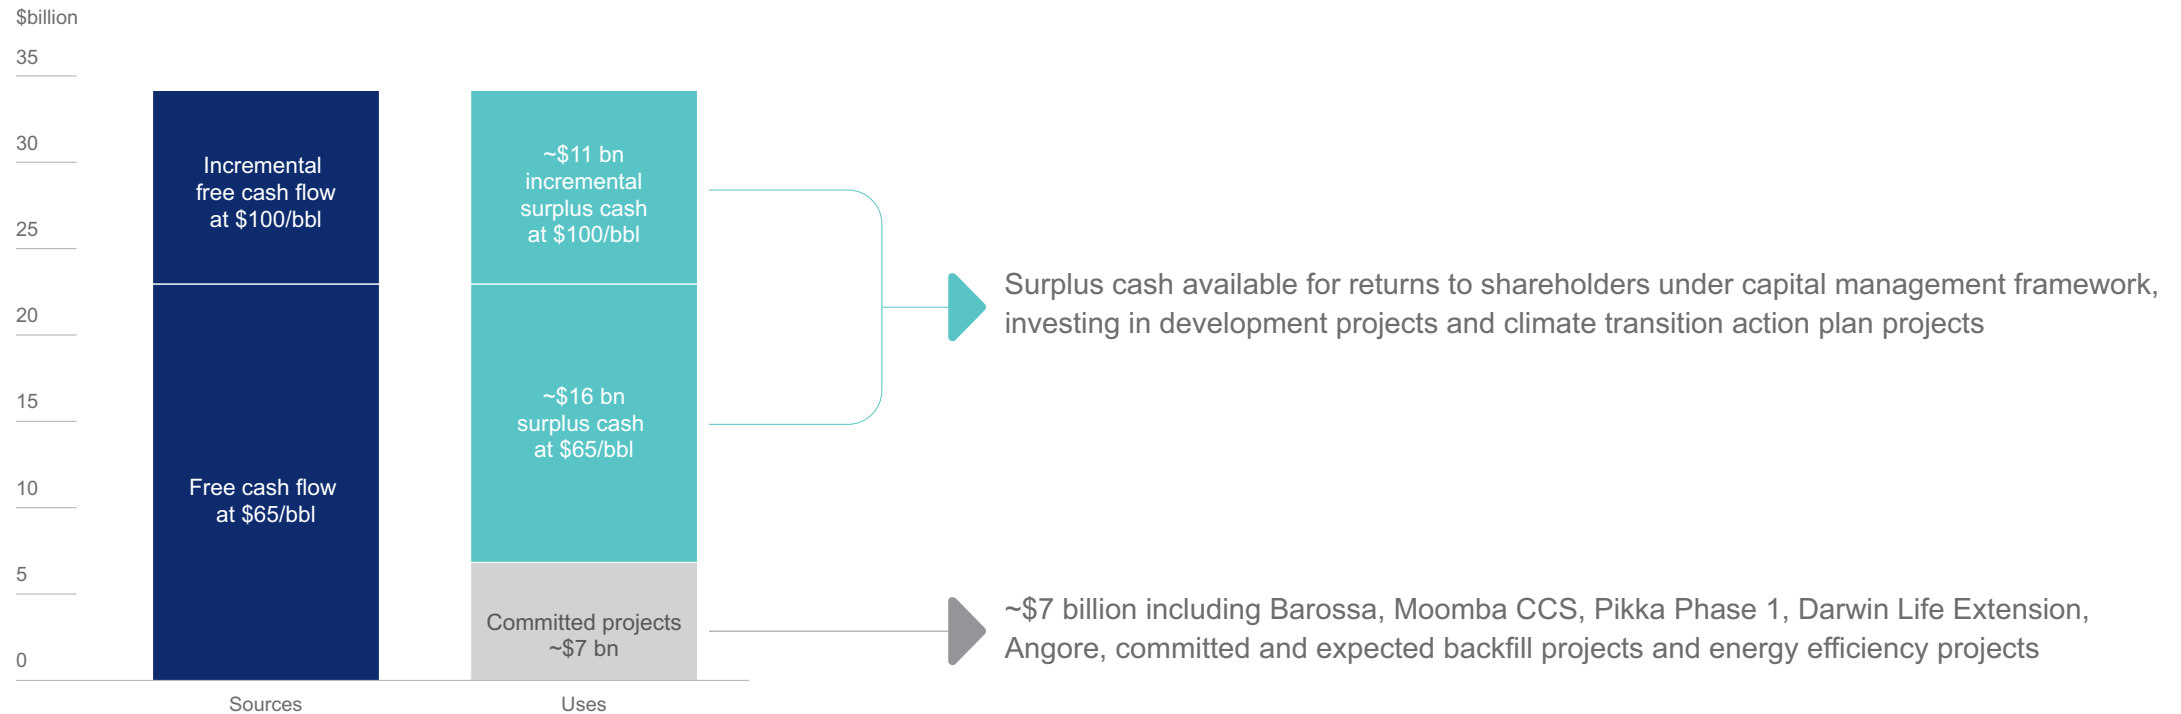 $billion
35
30
25
20
15
10
5
0
Incremental
free cash flow
at $100/bbl
Free cash flow
at $65/bbl
Sources
~$11 bn
incremental
surplus cash
at $100/bbl
~$16 bn
surplus cash
at $65/bbl
Committed projects
~$7 bn
Uses
Surplus cash available for returns to shareholders under capital management framework,
investing in development projects and climate transition action plan projects
~$7 billion including Barossa, Moomba CCS, Pikka Phase 1, Darwin Life Extension,
Angore, committed and expected backfill projects and energy efficiency projects